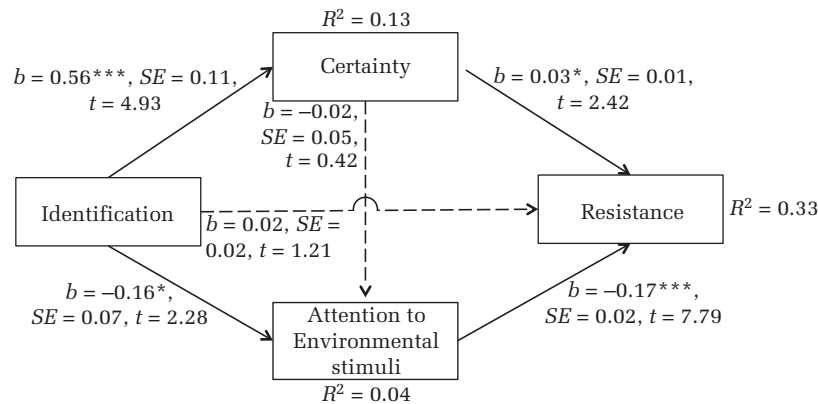 R² = 0.13
Certainty
b = 0.56***, SE = 0.11,
t = 4.93
b = 0.03*, SE = 0.01,
t = 2.42
b = –0.02,
SE = 0.05,
t = 0.42
Identification
Resistance
R² = 0.33
b = 0.02, SE =
0.02, t = 1.21
b = –0.16*,
SE = 0.07, t = 2.28
b = –0.17***,
SE = 0.02, t = 7.79
Attention to
Environmental
stimuli
R² = 0.04